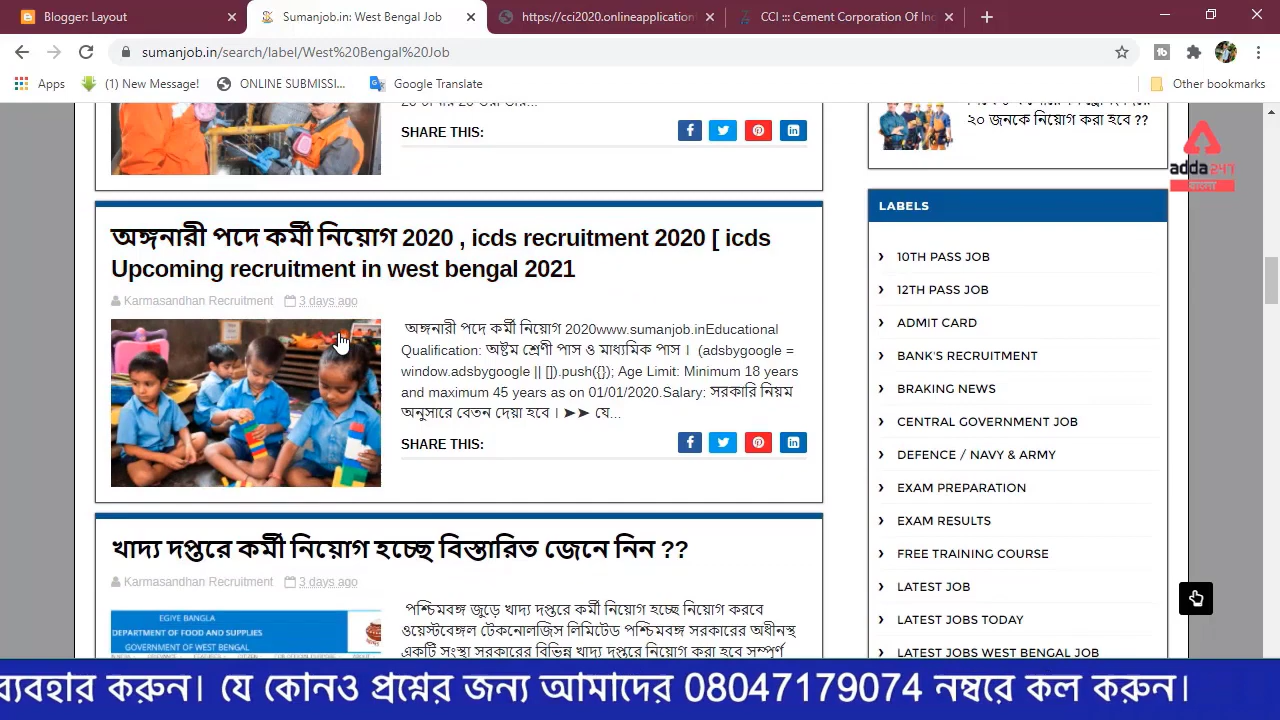 Blogger: Layout
Sumanjob.in: West Bengal Job
https://cci2020.onlineapplication
CCI ::: Cement Corporation Of Ind
sumanjob.in/search/label/West%20Bengal%20Job
Apps
(1) New Message!
ONLINE SUBMISSI...
Google Translate
Other bookmarks
SHARE THIS:
২০ জনকে নিয়োগ করা হবে ??
adda247
বাংলা
LABELS
অঙ্গনারী পদে কর্মী নিয়োগ 2020 , icds recruitment 2020 [ icds
Upcoming recruitment in west bengal 2021
Karmasandhan Recruitment 3 days ago
অঙ্গনারী পদে কর্মী নিয়োগ 2020www.sumanjob.inEducational
Qualification: অষ্টম শ্রেণী পাস ও মাধ্যমিক পাস। (adsbygoogle =
window.adsbygoogle || []).push({}); Age Limit: Minimum 18 years
and maximum 45 years as on 01/01/2020.Salary: সরকারি নিয়ম
অনুসারে বেতন দেয়া হবে।➤➤ যে...
SHARE THIS:
খাদ্য দপ্তরে কর্মী নিয়োগ হচ্ছে বিস্তারিত জেনে নিন ??
Karmasandhan Recruitment 3 days ago
EGIYE BANGLA
DEPARTMENT OF FOOD AND SUPPLIES
GOVERNMENT OF WEST BENGAL
পশ্চিমবঙ্গ জুড়ে খাদ্য দপ্তরে কর্মী নিয়োগ হচ্ছে নিয়োগ করবে
ওয়েস্টবেঙ্গল টেকনোলজিস লিমিটেড পশ্চিমবঙ্গ সরকারের অধীনস্থ
একটি সংস্থা সরকারের বিভিন্ন খাদ্য দপ্তরে নিয়োগ করা হবে সম্পূর্ণ
10TH PASS JOB
12TH PASS JOB
ADMIT CARD
BANK'S RECRUITMENT
BRAKING NEWS
CENTRAL GOVERNMENT JOB
DEFENCE / NAVY & ARMY
EXAM PREPARATION
EXAM RESULTS
FREE TRAINING COURSE
LATEST JOB
LATEST JOBS TODAY
LATEST JOBS WEST BENGAL JOB
ব্যবহার করুন। যে কোনও প্রশ্নের জন্য আমাদের 08047179074 নম্বরে কল করুন।